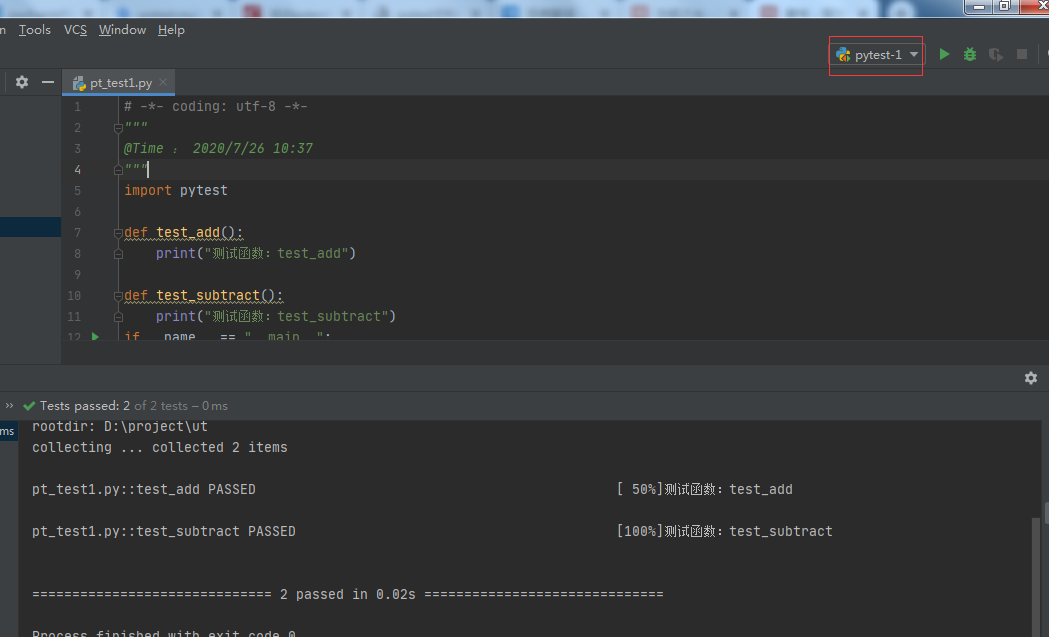 Tools VCS Window Help
pytest-1
pt_test1.py
1 # -*- coding: utf-8 -*-
2 """
3 @Time : 2020/7/26 10:37
4 """
5 import pytest
6
7 def test_add():
8 print("测试函数：test_add")
9
10 def test_subtract():
11 print("测试函数：test_subtract")
12 if __name__ == "__main__":
» Tests passed: 2 of 2 tests – 0 ms
rootdir: D:\project\ut
ms
collecting ... collected 2 items
pt_test1.py::test_add PASSED [ 50%]测试函数：test_add
pt_test1.py::test_subtract PASSED [100%]测试函数：test_subtract
============================== 2 passed in 0.02s ==============================
Process finished with exit code 0